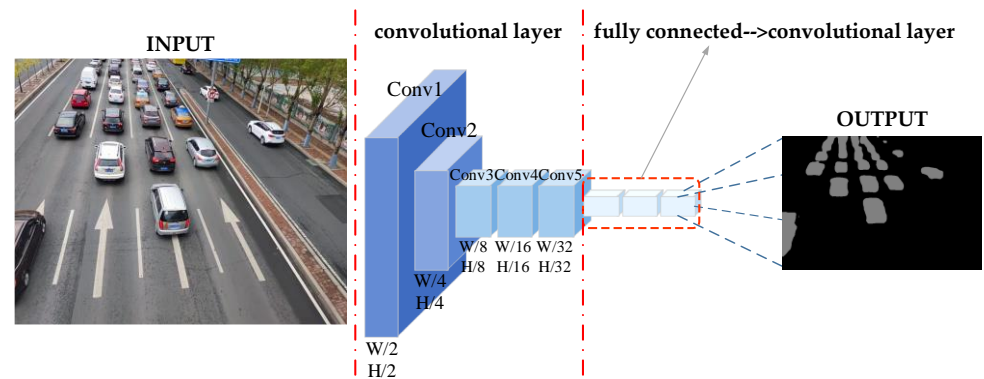 INPUT
convolutional layer
fully connected-->convolutional layer
OUTPUT
Conv1
Conv2
Conv3
Conv4
Conv5
W/2
H/2
W/4
H/4
W/8
H/8
W/16
H/16
W/32
H/32